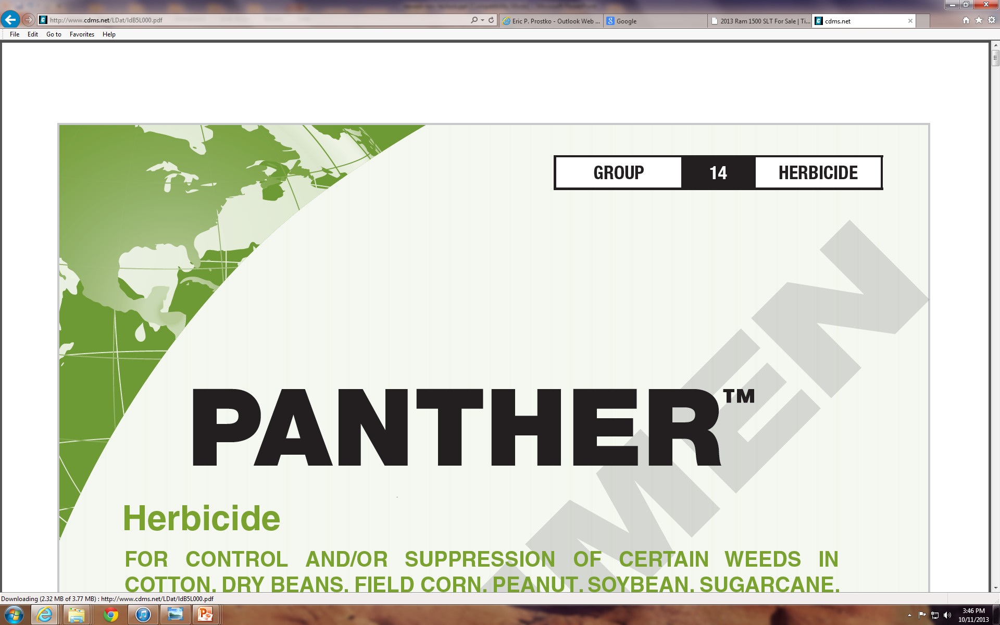 http://www.cdms.net/LDat/ldB5L000.pdf
Eric P. Prostko - Outlook Web ...
Google
2013 Ram 1500 SLT For Sale | Ti...
cdms.net
File Edit Go to Favorites Help
GROUP 14 HERBICIDE
PANTHER™
Herbicide
FOR CONTROL AND/OR SUPPRESSION OF CERTAIN WEEDS IN
COTTON, DRY BEANS, FIELD CORN, PEANUT, SOYBEAN, SUGARCANE,
MEN
Downloading (2.32 MB of 3.77 MB) : http://www.cdms.net/LDat/ldB5L000.pdf
3:46 PM
10/11/2013